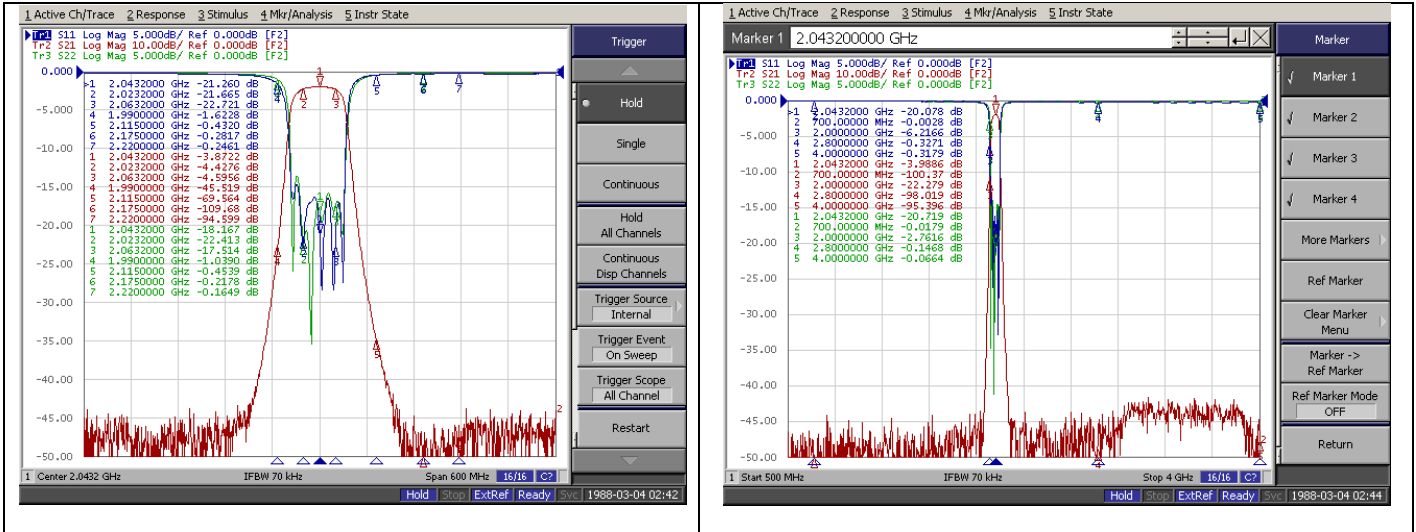 1 Active Ch/Trace 2 Response 3 Stimulus 4 Mkr/Analysis 5 Instr State
Tr1 S11 Log Mag 5.000dB/ Ref 0.000dB [F2]
Tr2 S21 Log Mag 10.00dB/ Ref 0.000dB [F2]
Tr3 S22 Log Mag 5.000dB/ Ref 0.000dB [F2]
0.000
-5.000
-10.00
-15.00
-20.00
-25.00
-30.00
-35.00
-40.00
-45.00
-50.00
>1 2.0432000 GHz -21.260 dB
2 2.0232000 GHz -21.665 dB
3 2.0632000 GHz -22.721 dB
4 1.9900000 GHz -1.6228 dB
5 2.1150000 GHz -0.4320 dB
6 2.1750000 GHz -0.2817 dB
7 2.2200000 GHz -0.2461 dB
1 2.0432000 GHz -3.8722 dB
2 2.0232000 GHz -4.4276 dB
3 2.0632000 GHz -4.5956 dB
4 1.9900000 GHz -45.519 dB
5 2.1150000 GHz -69.564 dB
6 2.1750000 GHz -109.68 dB
7 2.2200000 GHz -94.599 dB
1 2.0432000 GHz -18.167 dB
2 2.0232000 GHz -22.413 dB
3 2.0632000 GHz -17.514 dB
4 1.9900000 GHz -1.0390 dB
5 2.1150000 GHz -0.4539 dB
6 2.1750000 GHz -0.2178 dB
7 2.2200000 GHz -0.1649 dB
Trigger
Hold
Single
Continuous
Hold
All Channels
Continuous
Disp Channels
Trigger Source
Internal
Trigger Event
On Sweep
Trigger Scope
All Channel
Restart
1 Center 2.0432 GHz IFBW 70 kHz Span 600 MHz 16/16 C?
Hold Stop ExtRef Ready Svc 1988-03-04 02:42
1 Active Ch/Trace 2 Response 3 Stimulus 4 Mkr/Analysis 5 Instr State
Marker 1 2.043200000 GHz
Tr1 S11 Log Mag 5.000dB/ Ref 0.000dB [F2]
Tr2 S21 Log Mag 10.00dB/ Ref 0.000dB [F2]
Tr3 S22 Log Mag 5.000dB/ Ref 0.000dB [F2]
0.000
-5.000
-10.00
-15.00
-20.00
-25.00
-30.00
-35.00
-40.00
-45.00
-50.00
>1 2.0432000 GHz -20.078 dB
2 700.00000 MHz -0.0028 dB
3 2.0000000 GHz -6.2166 dB
4 2.8000000 GHz -0.3271 dB
5 4.0000000 GHz -0.3179 dB
1 2.0432000 GHz -3.9886 dB
2 700.00000 MHz -100.37 dB
3 2.0000000 GHz -22.279 dB
4 2.8000000 GHz -98.019 dB
5 4.0000000 GHz -95.396 dB
1 2.0432000 GHz -20.719 dB
2 700.00000 MHz -0.0179 dB
3 2.0000000 GHz -2.7616 dB
4 2.8000000 GHz -0.1468 dB
5 4.0000000 GHz -0.0664 dB
Marker
Marker 1
Marker 2
Marker 3
Marker 4
More Markers
Ref Marker
Clear Marker
Menu
Marker ->
Ref Marker
Ref Marker Mode
OFF
Return
1 Start 500 MHz IFBW 70 kHz Stop 4 GHz 16/16 C?
Hold Stop ExtRef Ready Svc 1988-03-04 02:44